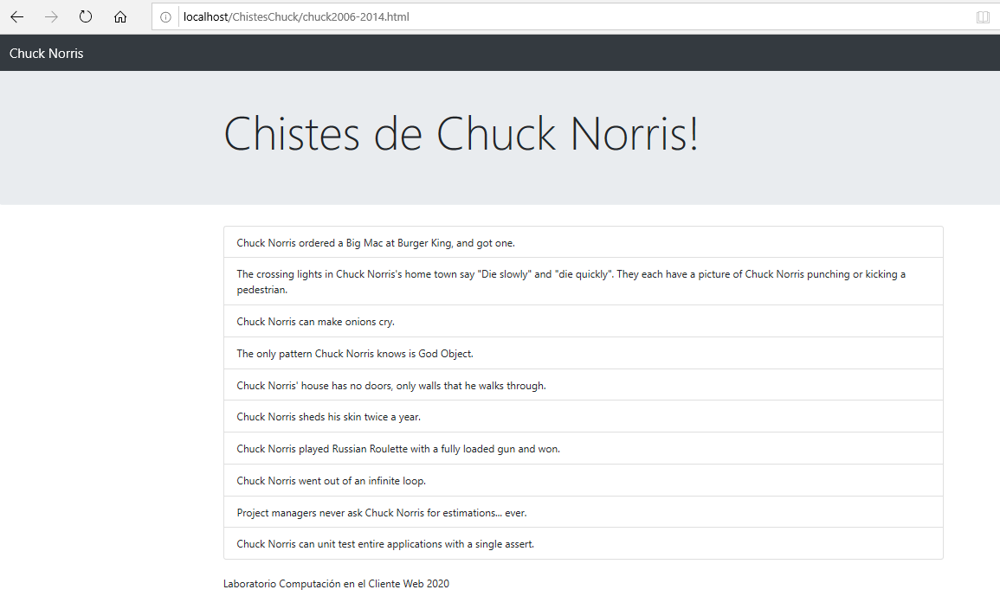 localhost/ChistesChuck/chuck2006-2014.html
Chuck Norris
Chistes de Chuck Norris!
Chuck Norris ordered a Big Mac at Burger King, and got one.
The crossing lights in Chuck Norris's home town say "Die slowly" and "die quickly". They each have a picture of Chuck Norris punching or kicking a
pedestrian.
Chuck Norris can make onions cry.
The only pattern Chuck Norris knows is God Object.
Chuck Norris' house has no doors, only walls that he walks through.
Chuck Norris sheds his skin twice a year.
Chuck Norris played Russian Roulette with a fully loaded gun and won.
Chuck Norris went out of an infinite loop.
Project managers never ask Chuck Norris for estimations... ever.
Chuck Norris can unit test entire applications with a single assert.
Laboratorio Computación en el Cliente Web 2020